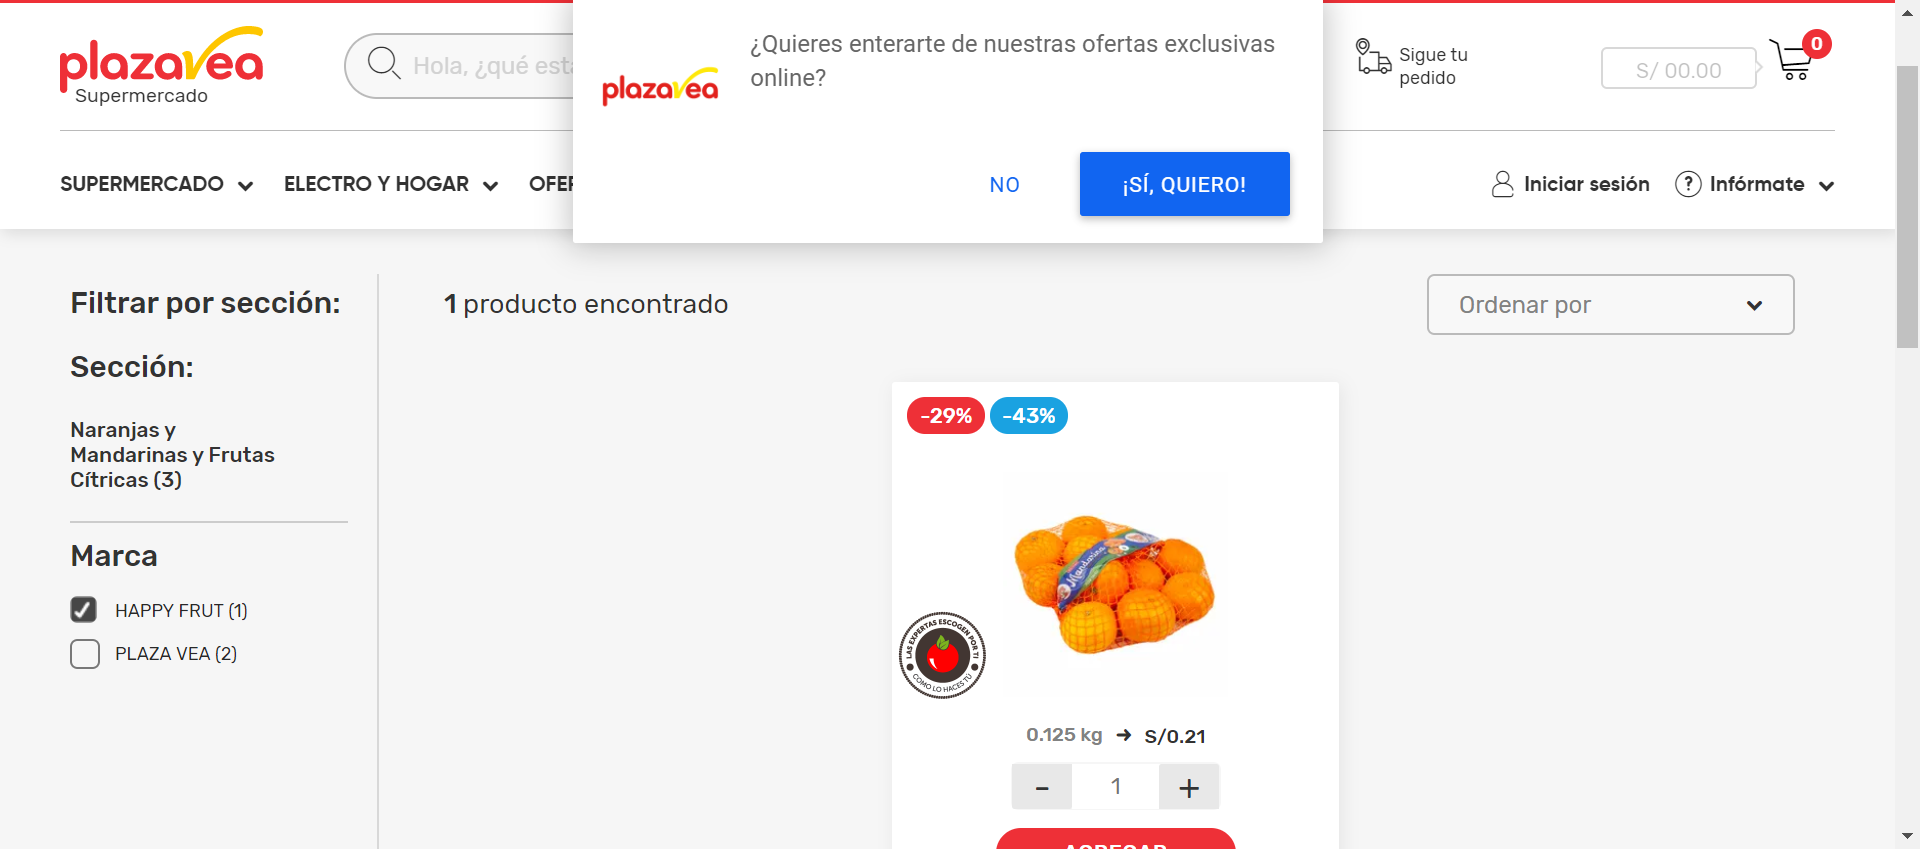 plazavea
Supermercado
Hola, ¿qué est
plazavea
¿Quieres enterarte de nuestras ofertas exclusivas
online?
NO
¡SÍ, QUIERO!
Sigue tu
pedido
S/ 00.00
0
SUPERMERCADO
ELECTRO Y HOGAR
OFE
Iniciar sesión
?
Infórmate
Filtrar por sección:
Sección:
Naranjas y
Mandarinas y Frutas
Cítricas (3)
Marca
HAPPY FRUT (1)
PLAZA VEA (2)
1 producto encontrado
Ordenar por
-29%
-43%
Mandarina
LAS EXPERTAS ESCOGEN POR TI
COMO LO HACES TÚ
0.125 kg ➔ S/0.21
- 1 +
AGREGAR